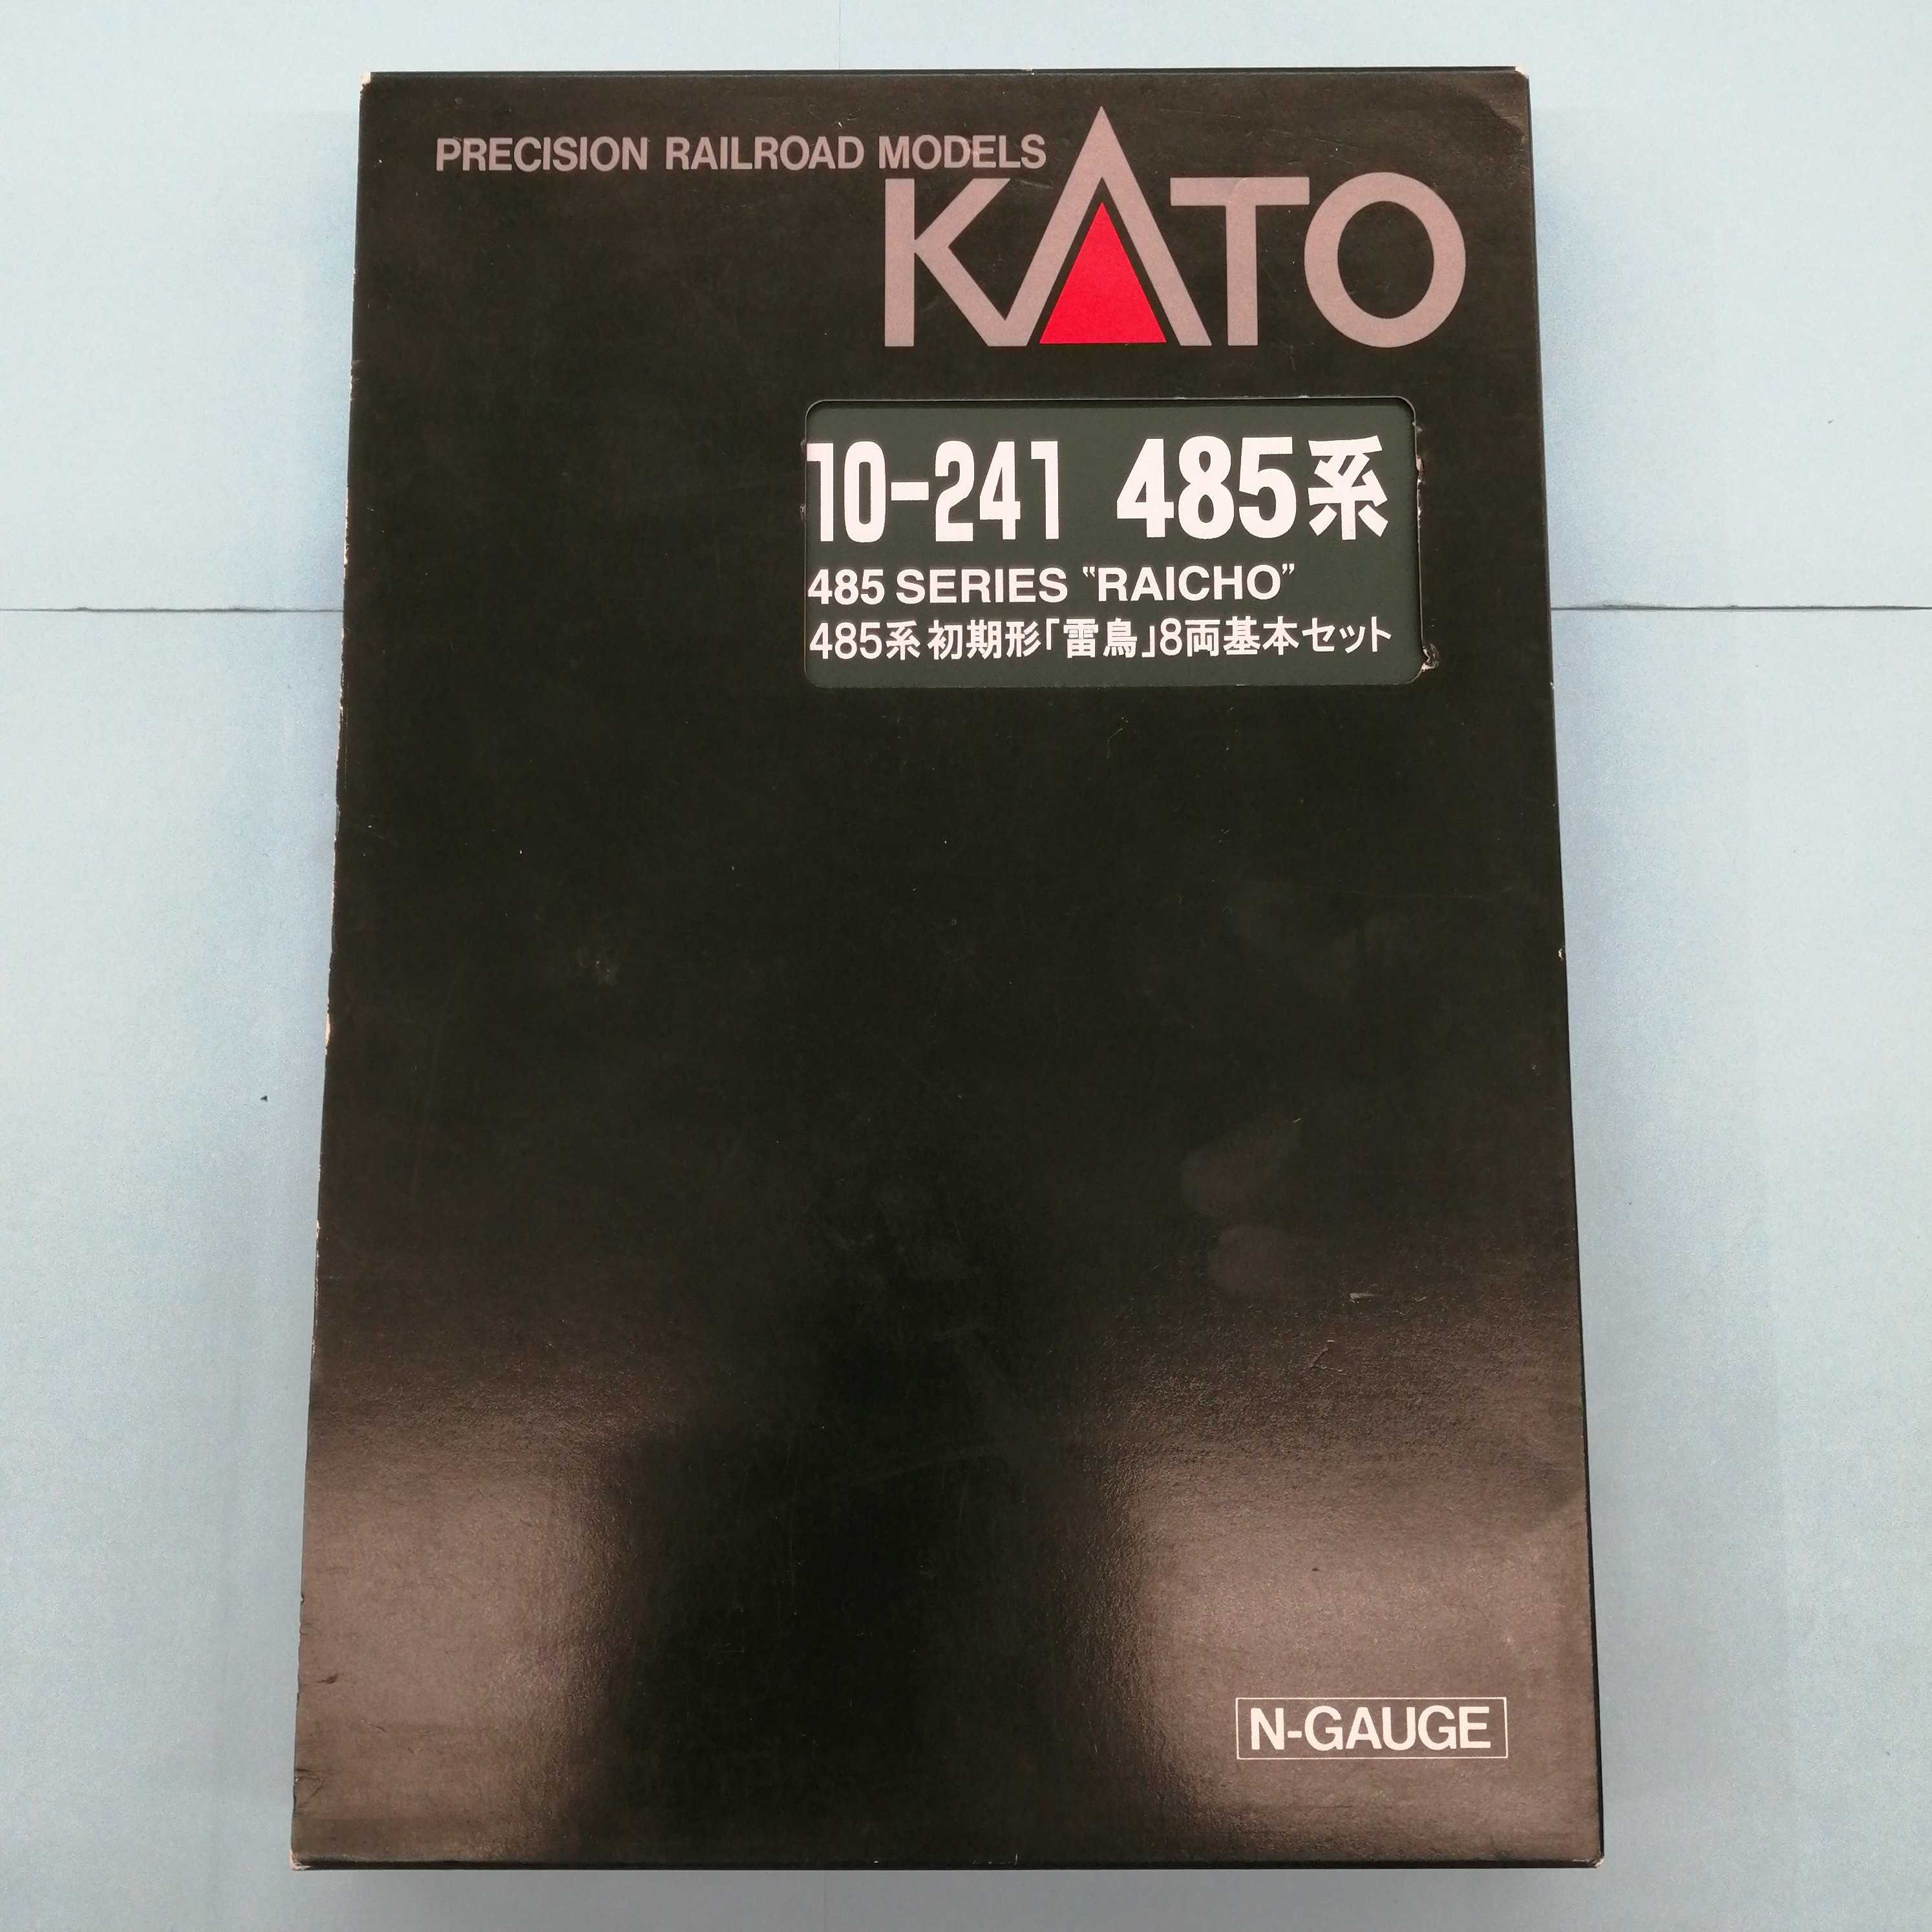 PRECISION RAILROAD MODELS
KATO
10-241 485系
485 SERIES “RAICHO”
485系初期形「雷鳥」8両基本セット
N-GAUGE